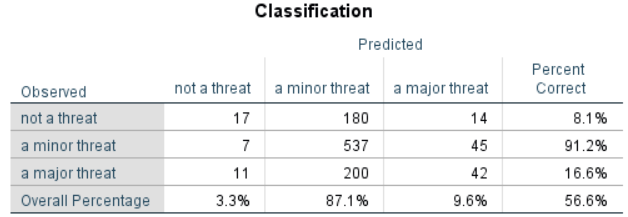 Classification
Predicted
Observed not a threat a minor threat a major threat Percent Correct
not a threat 17 180 14 8.1%
a minor threat 7 537 45 91.2%
a major threat 11 200 42 16.6%
Overall Percentage 3.3% 87.1% 9.6% 56.6%